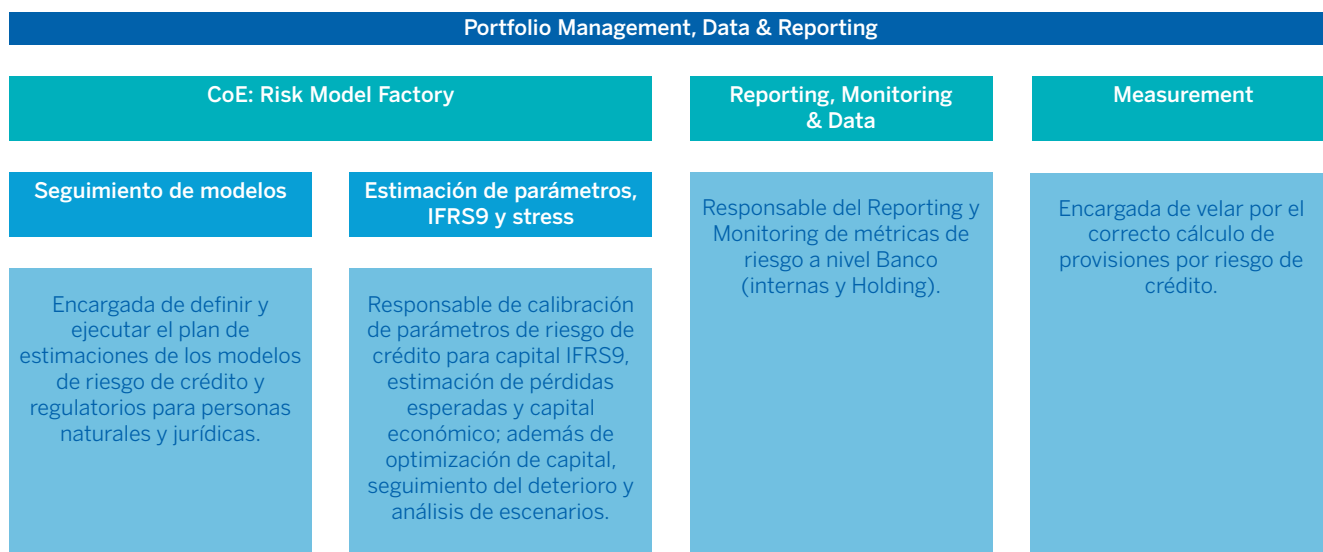 Portfolio Management, Data & Reporting
CoE: Risk Model Factory
Seguimiento de modelos
Encargada de definir y
ejecutar el plan de
estimaciones de los modelos
de riesgo de crédito y
regulatorios para personas
naturales y jurídicas.
Estimación de parámetros,
IFRS9 y stress
Responsable de calibración
de parámetros de riesgo de
crédito para capital IFRS9,
estimación de pérdidas
esperadas y capital
económico; además de
optimización de capital,
seguimiento del deterioro y
análisis de escenarios.
Reporting, Monitoring
& Data
Responsable del Reporting y
Monitoring de métricas de
riesgo a nivel Banco
(internas y Holding).
Measurement
Encargada de velar por el
correcto cálculo de
provisiones por riesgo de
crédito.